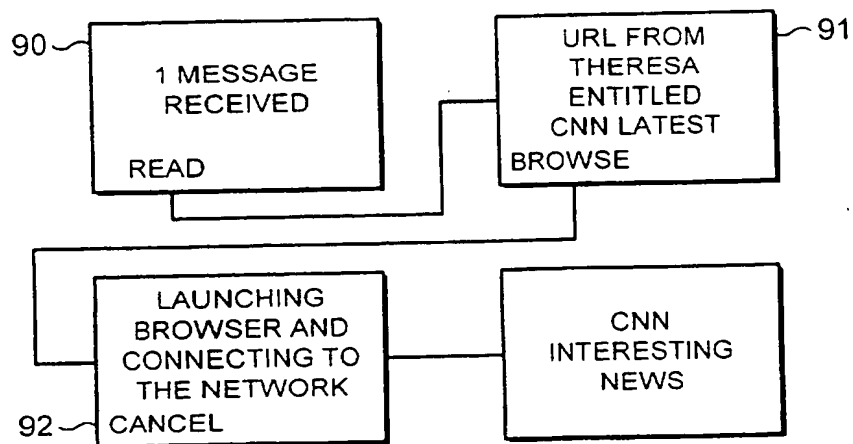 90
1 MESSAGE
RECEIVED
READ
91
URL FROM
THERESA
ENTITLED
CNN LATEST
BROWSE
LAUNCHING
BROWSER AND
CONNECTING TO
THE NETWORK
92
CANCEL
CNN
INTERESTING
NEWS